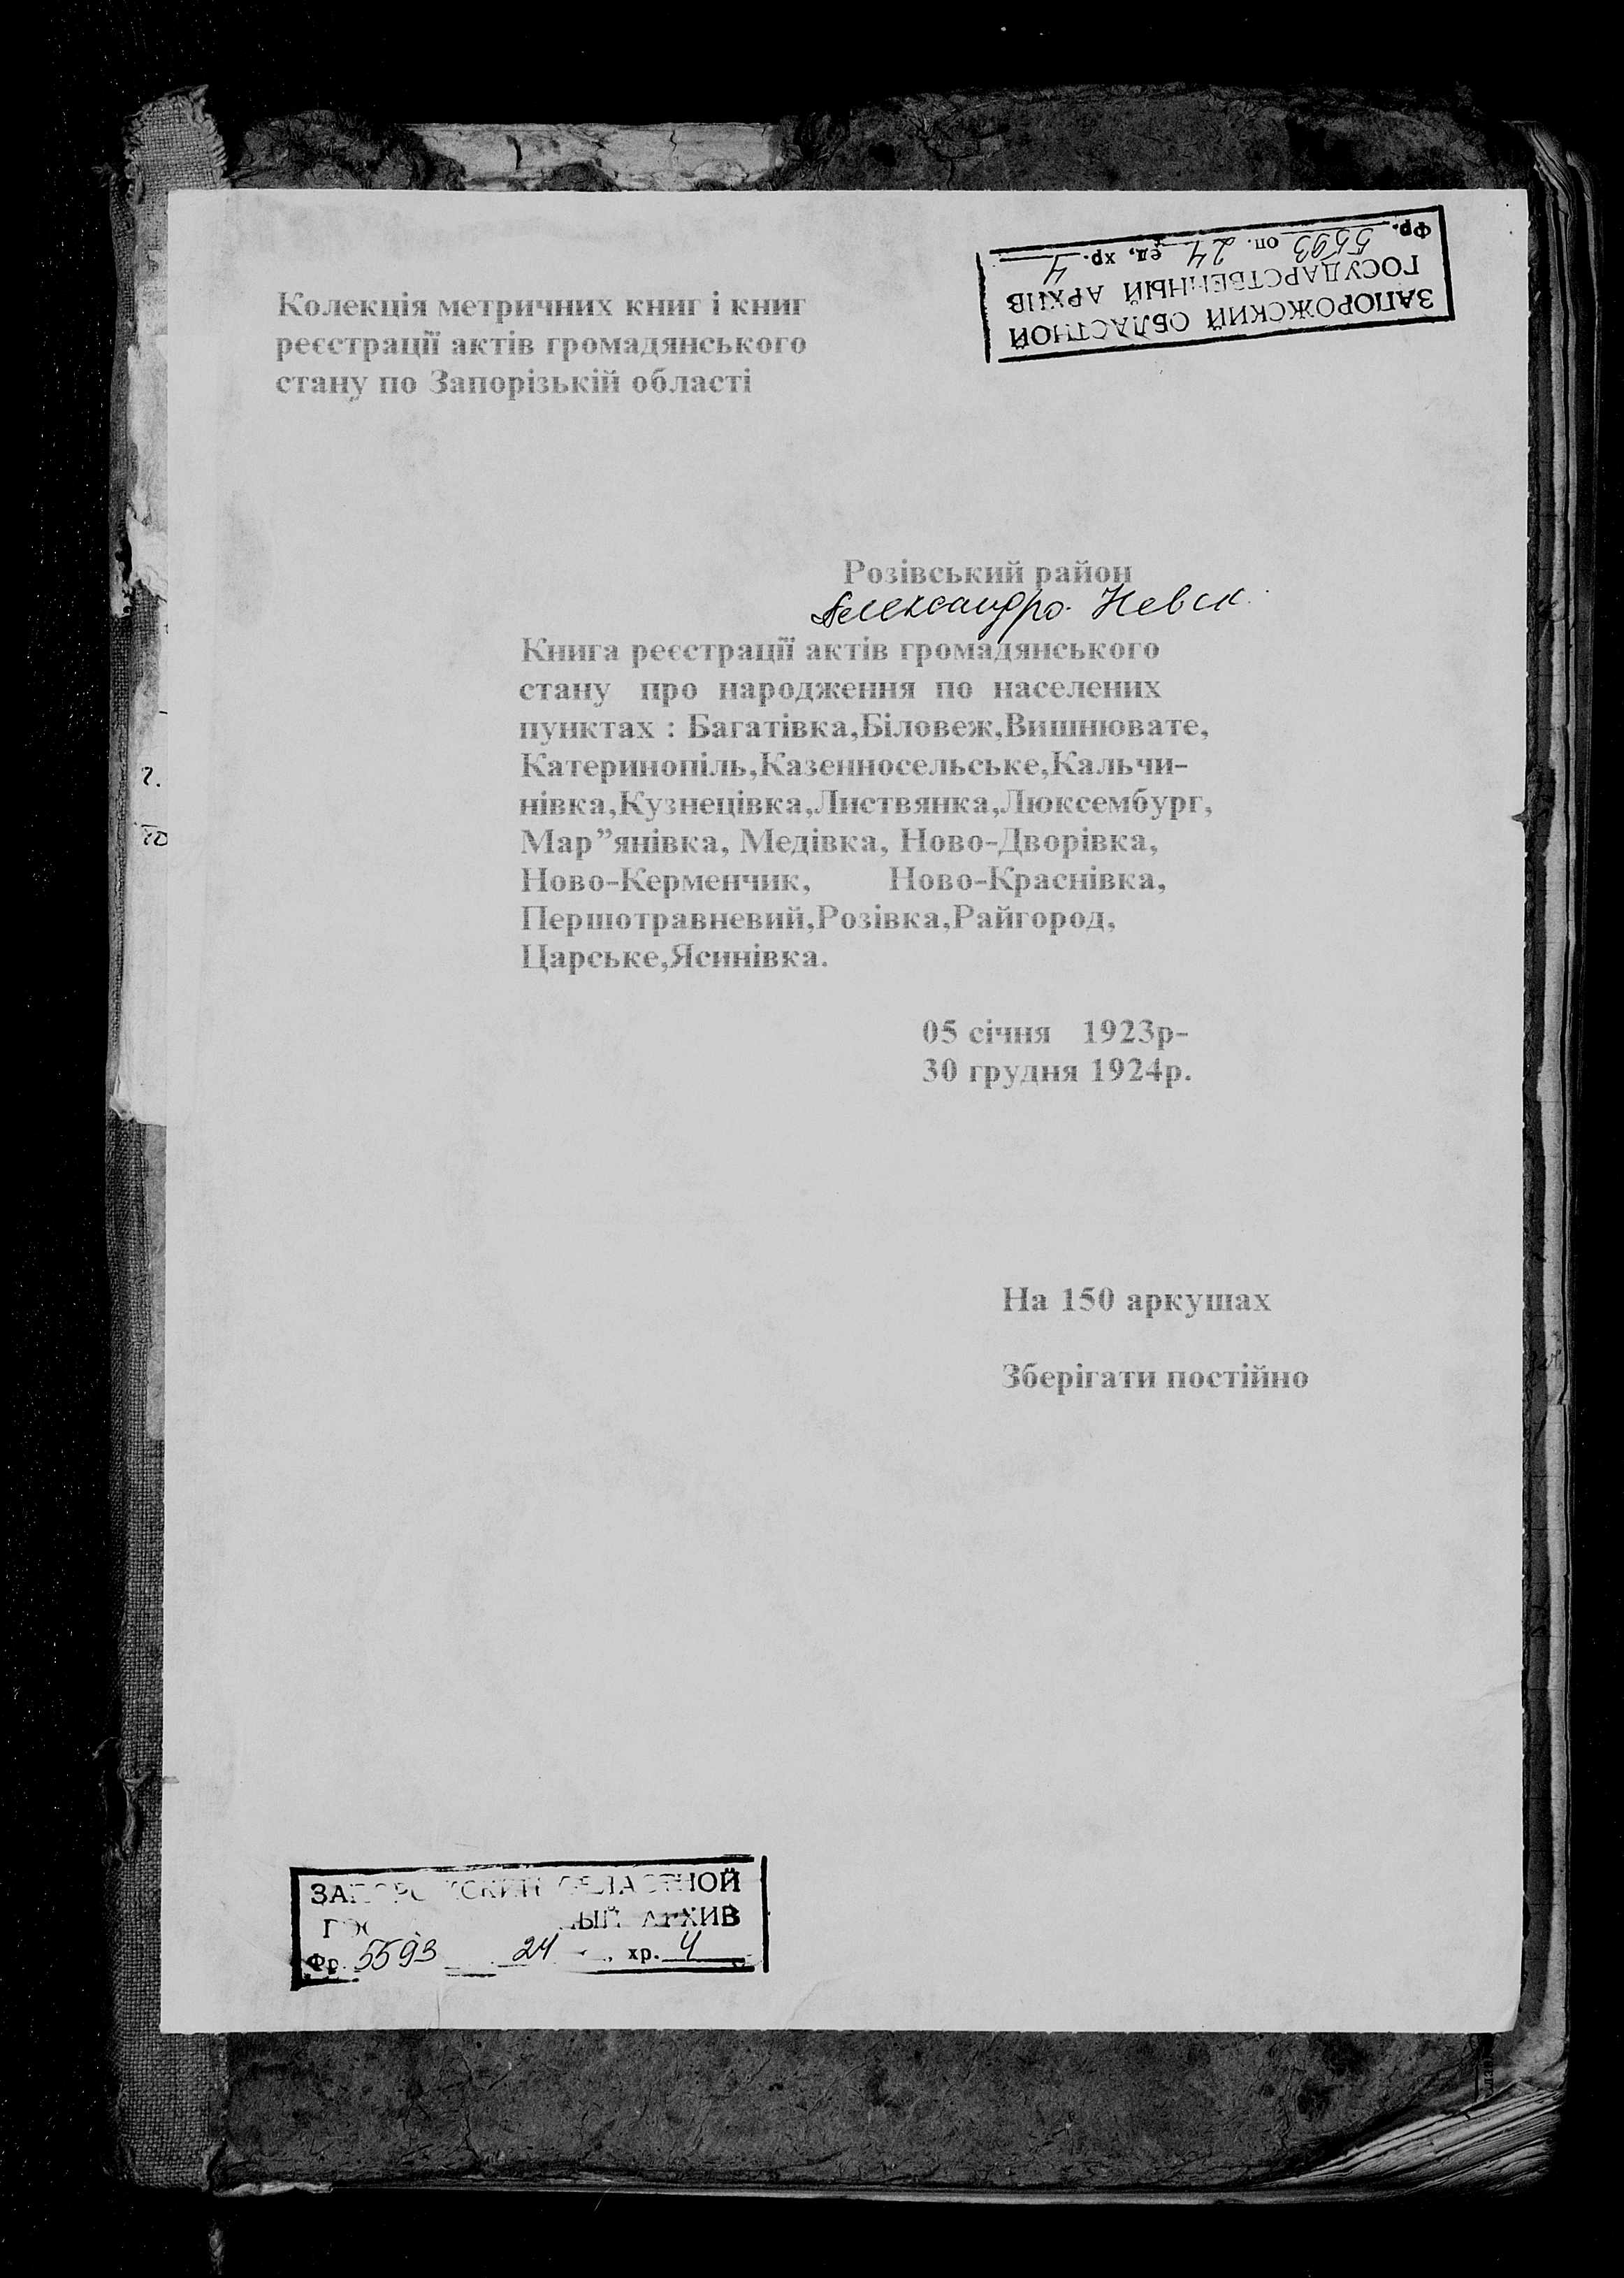 Фр. 5593 оп. 24 ед. хр. 4
ГОСУДАРСТВЕННЫЙ АРХИВ
ЗАПОРОЖСКИЙ ОБЛАСТНОЙ
Колекція метричних книг і книг
реєстрації актів громадянського
стану по Запорізькій області
Розівський район
Александро-Невск.
Книга реєстрації актів громадянського
стану про народження по населених
пунктах : Багатівка,Біловеж,Вишнювате,
Катеринопіль,Казенносельське,Кальчи-
нівка,Кузнецівка,Листвянка,Люксембург,
Мар”янівка, Медівка, Ново-Дворівка,
Ново-Керменчик, Ново-Краснівка,
Першотравневий,Розівка,Райгород,
Царське,Ясинівка.
05 січня 1923р-
30 грудня 1924р.
На 150 аркушах
Зберігати постійно
ЗАПОРОЖСКИЙ ОБЛАСТНОЙ
АРХИВ
Фр. 5593 24 хр. 4